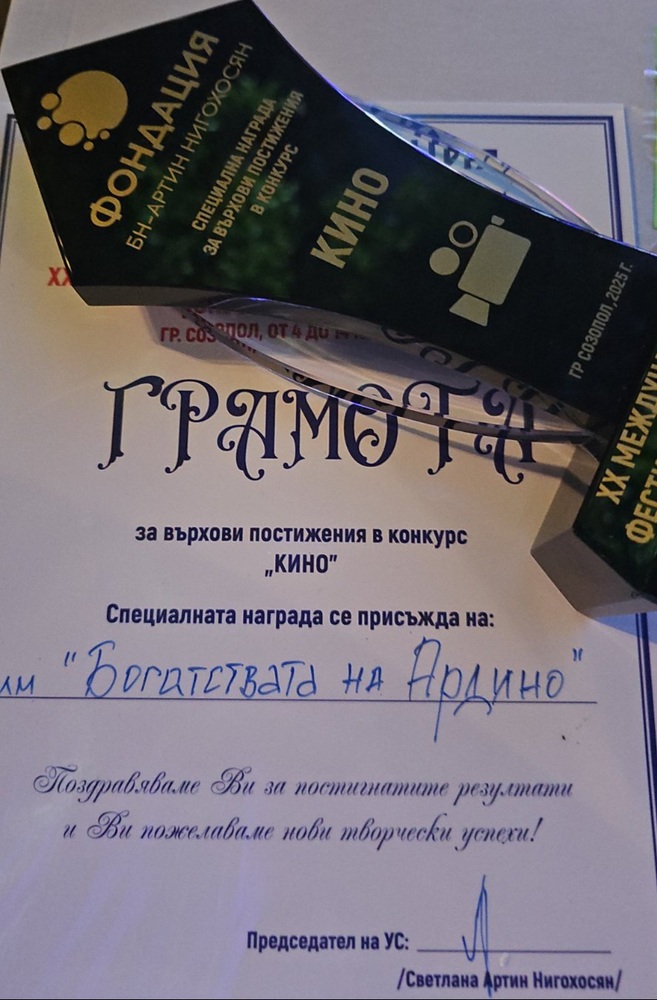 ФОНДАЦИЯ
БН-АРТИН НИГОХОСЯН
СПЕЦИАЛНА НАГРАДА
ЗА ВЪРХОВИ ПОСТИЖЕНИЯ
В КОНКУРС
КИНО
ГР СОЗОПОЛ, 2025 Г.
XX
ГР. СОЗОПОЛ, ОТ 4 ДО
ГРАМОТА
за върхови постижения в конкурс
„КИНО”
Специалната награда се присъжда на:
"Богатствата на Ардино"
Поздравяваме Ви за постигнатите резултати
и Ви пожелаваме нови творчески успехи!
Председател на УС:
/Светлана Артин Нигохосян/